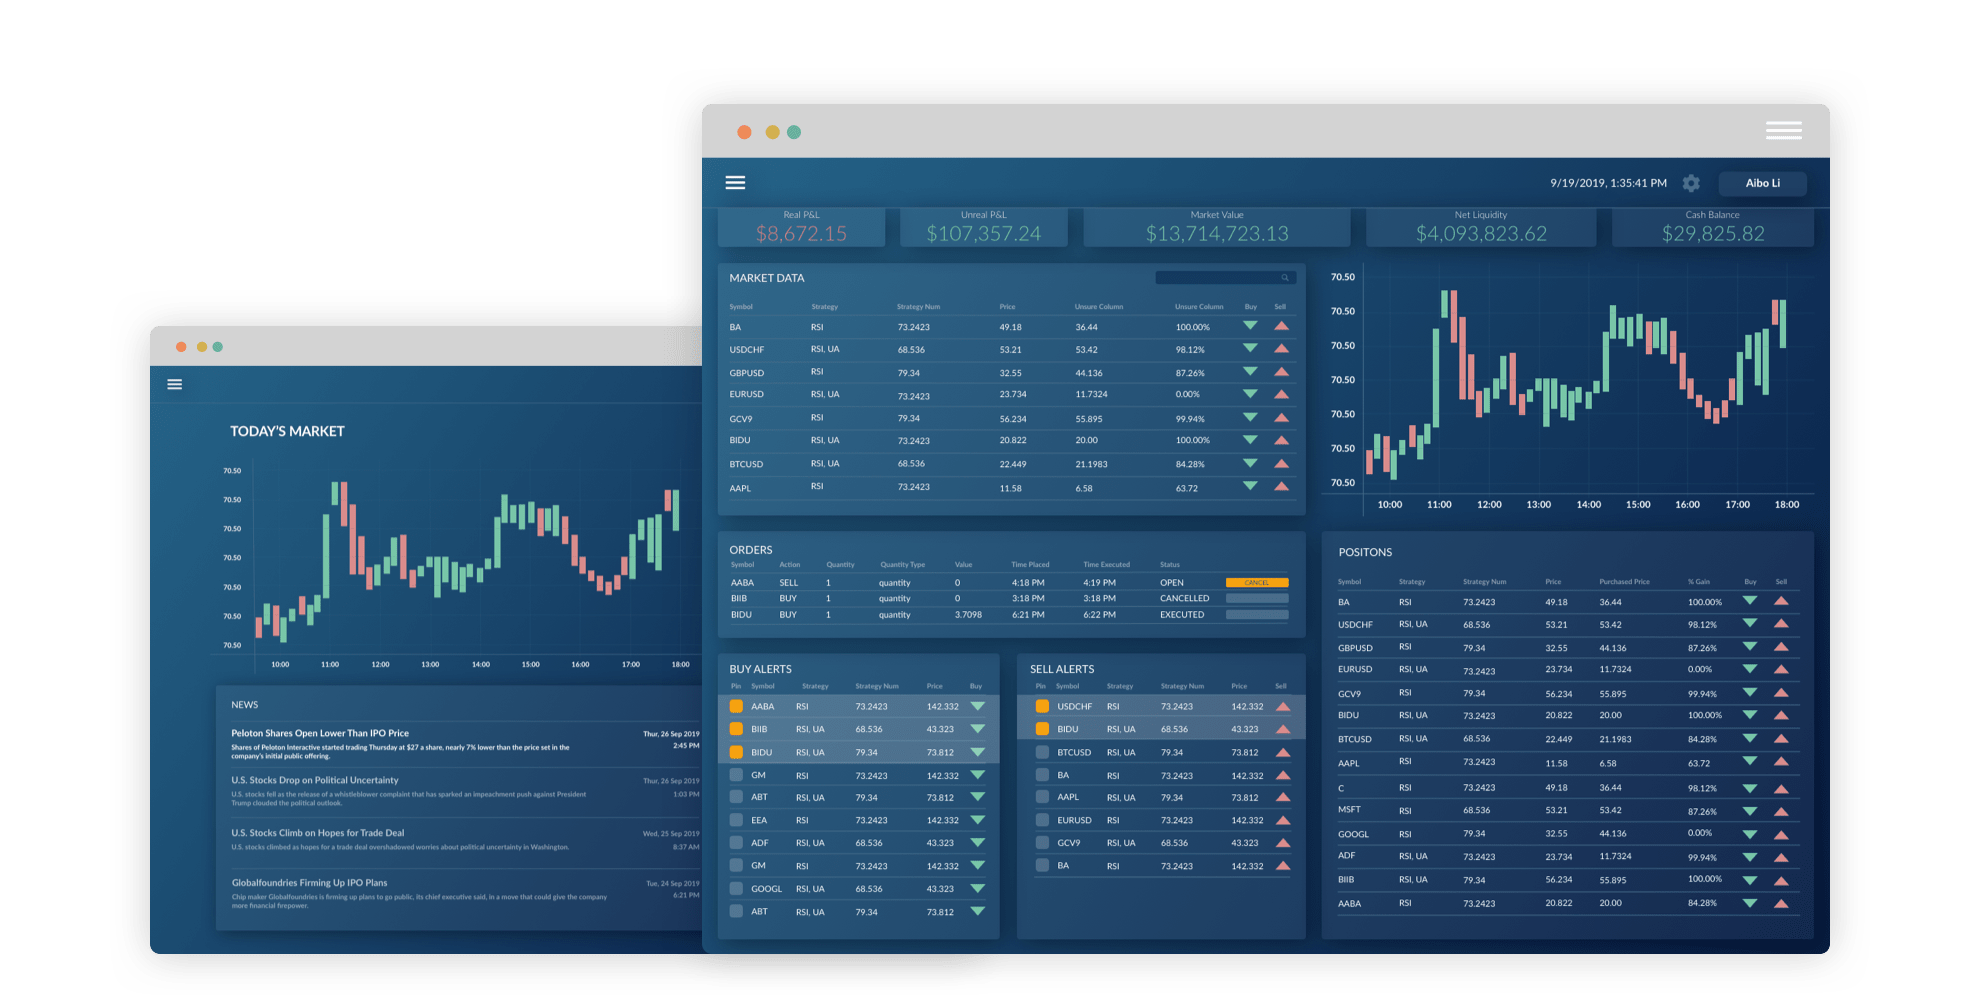 9/19/2019, 1:35:41 PM Aibo Li
Real P&L Unreal P&L Market Value Net Liquidity Cash Balance
$8,672.15 $107,357.24 $13,714,723.13 $4,093,823.62 $29,825.82
MARKET DATA
Symbol Strategy Strategy Num Price Unsure Column Unsure Column Buy Sell
BA RSI 73.2423 49.18 36.44 100.00%
USDCHF RSI, UA 68.536 53.21 53.42 98.12%
GBPUSD RSI 79.34 32.55 44.136 87.26%
EURUSD RSI, UA 73.2423 23.734 11.7324 0.00%
GCV9 RSI 79.34 56.234 55.895 99.94%
BIDU RSI, UA 73.2423 20.822 20.00 100.00%
BTCUSD RSI, UA 68.536 22.449 21.1983 84.28%
AAPL RSI 73.2423 11.58 6.58 63.72
70.50
70.50
70.50
70.50
70.50
70.50
70.50
10:00 11:00 12:00 13:00 14:00 15:00 16:00 17:00 18:00
ORDERS
Symbol Action Quantity Quantity Type Value Time Placed Time Executed Status
AABA SELL 1 quantity 0 4:18 PM 4:19 PM OPEN CANCEL
BIIB BUY 1 quantity 0 3:18 PM 3:18 PM CANCELLED
BIDU BUY 1 quantity 3.7098 6:21 PM 6:22 PM EXECUTED
BUY ALERTS
Pin Symbol Strategy Strategy Num Price Buy
AABA RSI 73.2423 142.332
BIIB RSI, UA 68.536 43.323
BIDU RSI, UA 79.34 73.812
GM RSI 73.2423 142.332
ABT RSI, UA 79.34 73.812
EEA RSI 73.2423 142.332
ADF RSI, UA 68.536 43.323
GM RSI 73.2423 142.332
GOOGL RSI, UA 68.536 43.323
ABT RSI, UA 79.34 73.812
SELL ALERTS
Pin Symbol Strategy Strategy Num Price Sell
USDCHF RSI 73.2423 142.332
BIDU RSI, UA 68.536 43.323
BTCUSD RSI, UA 79.34 73.812
BA RSI 73.2423 142.332
AAPL RSI, UA 79.34 73.812
EURUSD RSI 73.2423 142.332
GCV9 RSI, UA 68.536 43.323
BA RSI 73.2423 142.332
POSITONS
Symbol Strategy Strategy Num Price Purchased Price % Gain Buy Sell
BA RSI 73.2423 49.18 36.44 100.00%
USDCHF RSI, UA 68.536 53.21 53.42 98.12%
GBPUSD RSI 79.34 32.55 44.136 87.26%
EURUSD RSI, UA 73.2423 23.734 11.7324 0.00%
GCV9 RSI 79.34 56.234 55.895 99.94%
BIDU RSI, UA 73.2423 20.822 20.00 100.00%
BTCUSD RSI, UA 68.536 22.449 21.1983 84.28%
AAPL RSI 73.2423 11.58 6.58 63.72
C RSI 73.2423 49.18 36.44 98.12%
MSFT RSI 68.536 53.21 53.42 87.26%
GOOGL RSI 79.34 32.55 44.136 0.00%
ADF RSI, UA 73.2423 23.734 11.7324 99.94%
BIIB RSI, UA 79.34 56.234 55.895 100.00%
AABA RSI 73.2423 20.822 20.00 84.28%
TODAY'S MARKET
70.50
70.50
70.50
70.50
70.50
70.50
70.50
10:00 11:00 12:00 13:00 14:00 15:00 16:00 17:00 18:00
NEWS
Peloton Shares Open Lower Than IPO Price Thur, 26 Sep 2019
Shares of Peloton Interactive started trading Thursday at $27 a share, nearly 7% lower than the price set in the 2:45 PM
company's initial public offering.
U.S. Stocks Drop on Political Uncertainty Thur, 26 Sep 2019
U.S. stocks fell as the release of a whistleblower complaint that has sparked an impeachment push against President 1:03 PM
Trump clouded the political outlook.
U.S. Stocks Climb on Hopes for Trade Deal Wed, 25 Sep 2019
U.S. stocks climbed as hopes for a trade deal overshadowed worries about political uncertainty in Washington. 8:37 AM
Globalfoundries Firming Up IPO Plans Tue, 24 Sep 2019
Chip maker Globalfoundries is firming up plans to go public, its chief executive said, in a move that could give the company 6:21 PM
more financial firepower.